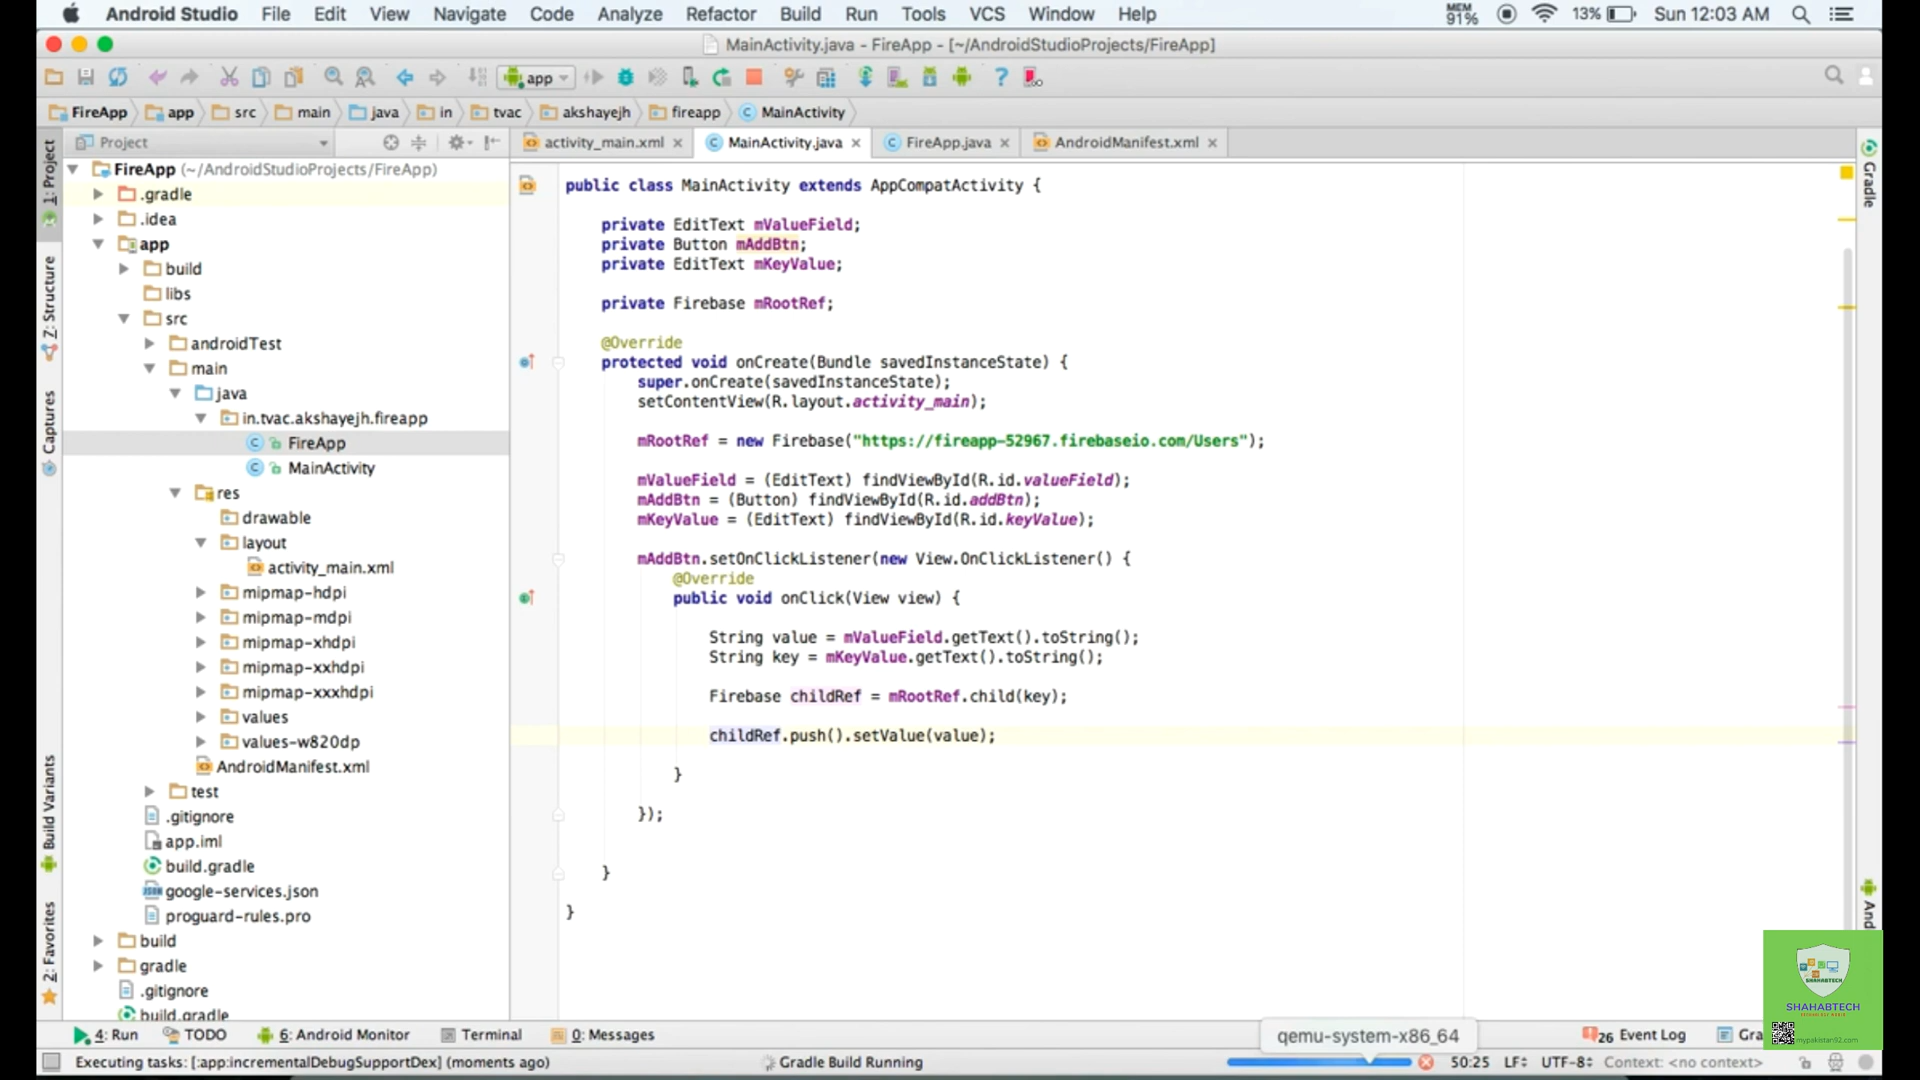 Android Studio File Edit View Navigate Code Analyze Refactor Build Run Tools VCS Window Help MEM 91% 13% Sun 12:03 AM
MainActivity.java - FireApp - [~/AndroidStudioProjects/FireApp]
app
FireApp app src main java in tvac akshayejh fireapp MainActivity
Project
activity_main.xml MainActivity.java FireApp.java AndroidManifest.xml
1: Project
Z: Structure
Captures
Build Variants
2: Favorites
FireApp (~/AndroidStudioProjects/FireApp)
.gradle
.idea
app
build
libs
src
androidTest
main
java
in.tvac.akshayejh.fireapp
FireApp
MainActivity
res
drawable
layout
activity_main.xml
mipmap-hdpi
mipmap-mdpi
mipmap-xhdpi
mipmap-xxhdpi
mipmap-xxxhdpi
values
values-w820dp
AndroidManifest.xml
test
.gitignore
app.iml
build.gradle
google-services.json
proguard-rules.pro
build
gradle
.gitignore
build.gradle
public class MainActivity extends AppCompatActivity {
private EditText mValueField;
private Button mAddBtn;
private EditText mKeyValue;
private Firebase mRootRef;
@Override
protected void onCreate(Bundle savedInstanceState) {
super.onCreate(savedInstanceState);
setContentView(R.layout.activity_main);
mRootRef = new Firebase("https://fireapp-52967.firebaseio.com/Users");
mValueField = (EditText) findViewById(R.id.valueField);
mAddBtn = (Button) findViewById(R.id.addBtn);
mKeyValue = (EditText) findViewById(R.id.keyValue);
mAddBtn.setOnClickListener(new View.OnClickListener() {
@Override
public void onClick(View view) {
String value = mValueField.getText().toString();
String key = mKeyValue.getText().toString();
Firebase childRef = mRootRef.child(key);
childRef.push().setValue(value);
}
});
}
}
Gradle
And
SHAHABTECH
mypakistan92.com
4: Run TODO 6: Android Monitor Terminal 0: Messages qemu-system-x86_64 26 Event Log Gra
Executing tasks: [:app:incrementalDebugSupportDex] (moments ago) Gradle Build Running 50:25 LF UTF-8 Context: <no context>